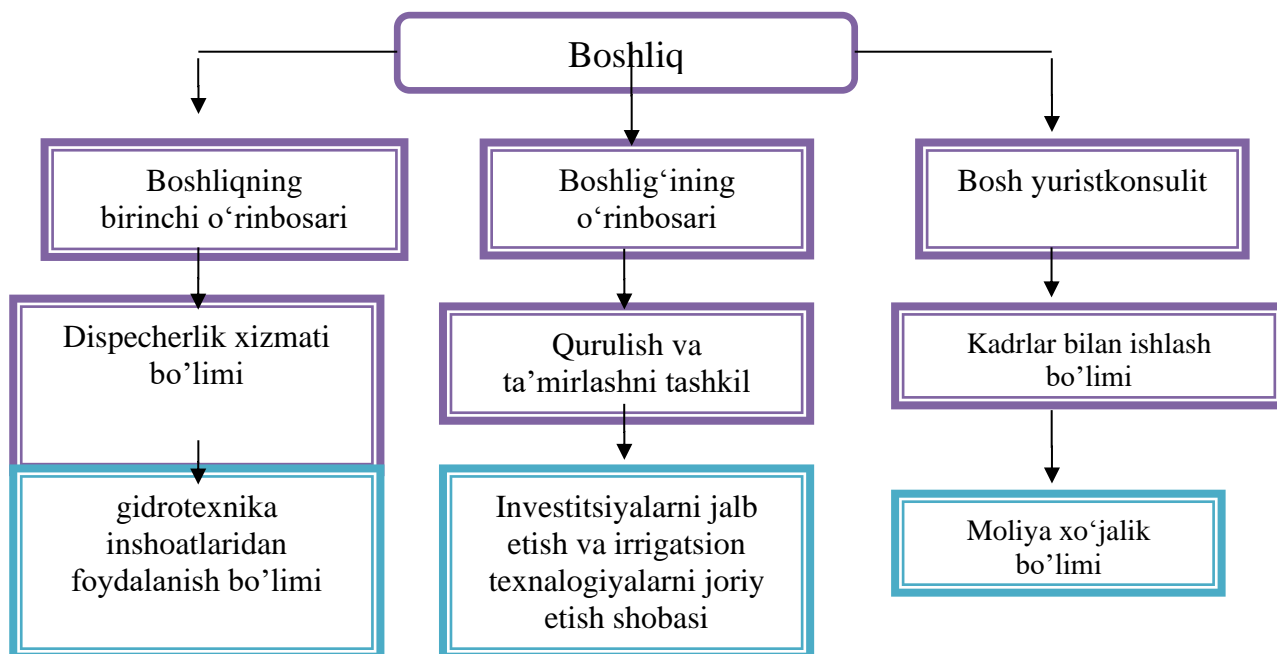 Boshliq
Boshliqning
birinchi o‘rinbosari
Boshlig‘ining
o‘rinbosari
Bosh yuristkonsulit
Dispecherlik xizmati
bo’limi
Qurulish va
ta’mirlashni tashkil
Kadrlar bilan ishlash
bo‘limi
gidrotexnika
inshoatlaridan
foydalanish bo’limi
Investitsiyalarni jalb
etish va irrigatsion
texnalogiyalarni joriy
etish shobasi
Moliya xo‘jalik
bo‘limi